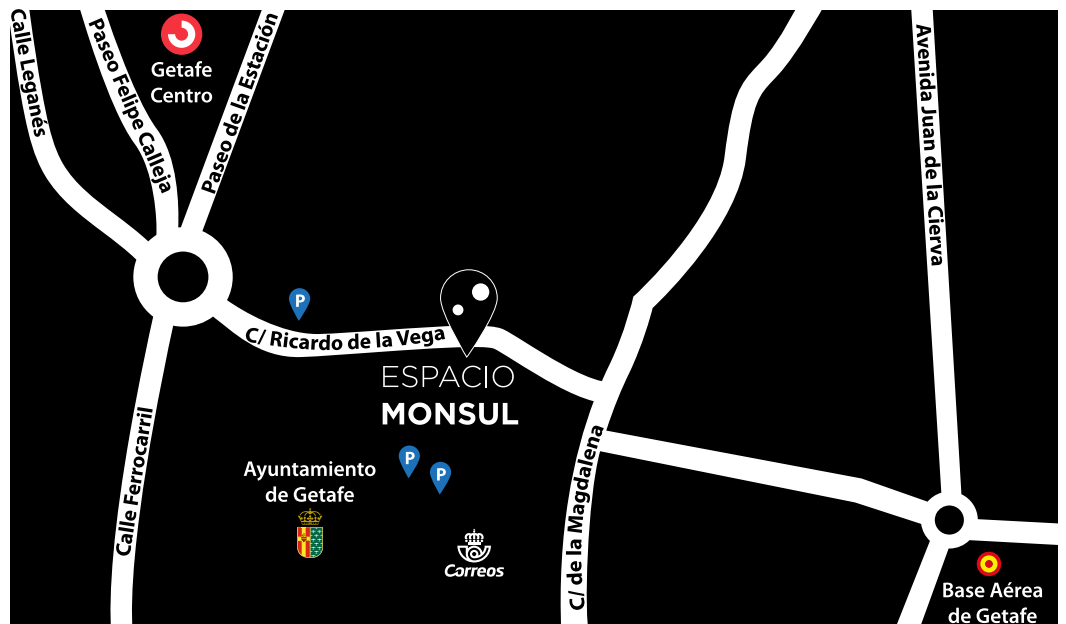 Calle Leganés
Paseo Felipe Calleja
Getafe
Centro
Paseo de la Estación
Avenida Juan de la Cierva
P
C/ Ricardo de la Vega
ESPACIO
MONSUL
Calle Ferrocarril
Ayuntamiento
de Getafe
P
P
Correos
C/ de la Magdalena
Base Aérea
de Getafe